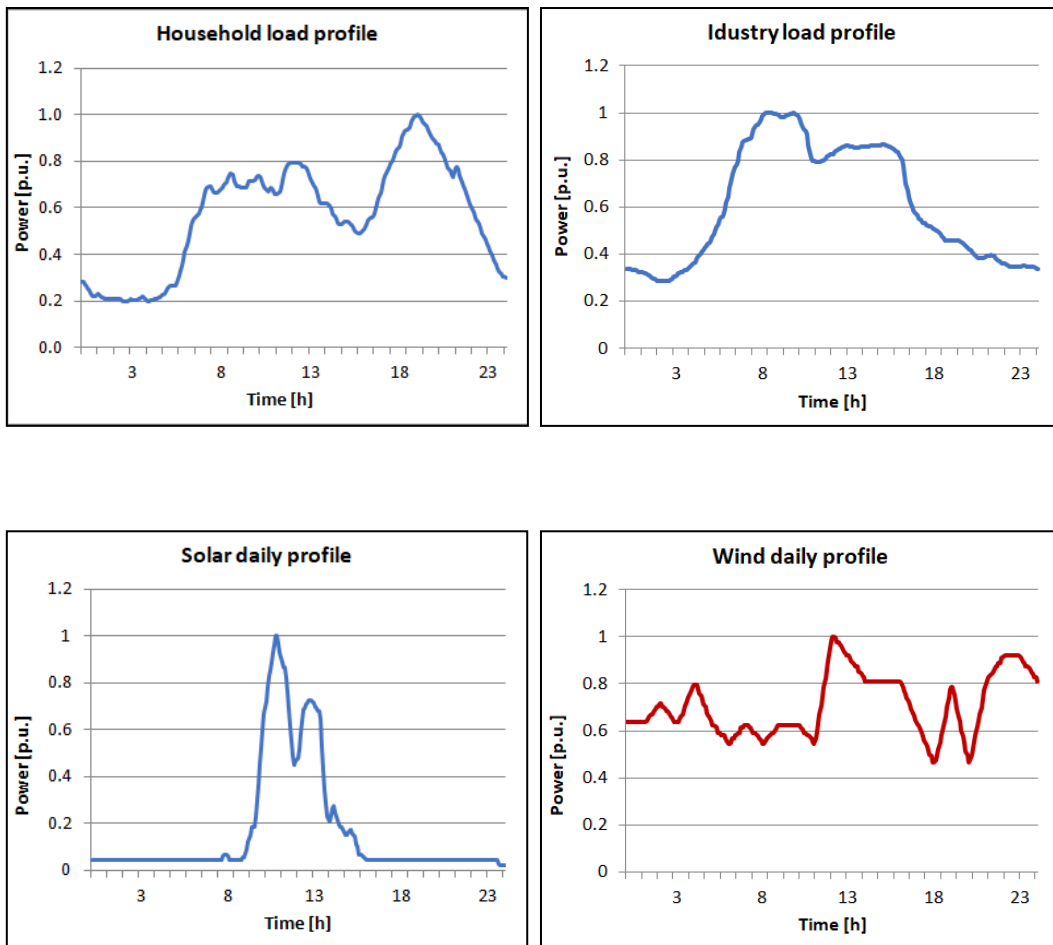 Household load profile
Power [p.u.]
1.2
1.0
0.8
0.6
0.4
0.2
0.0
3 8 13 18 23
Time [h]
Idustry load profile
Power [p.u.]
1.2
1
0.8
0.6
0.4
0.2
0
3 8 13 18 23
Time [h]
Solar daily profile
Power [p.u.]
1.2
1
0.8
0.6
0.4
0.2
0
3 8 13 18 23
Time [h]
Wind daily profile
Power [p.u.]
1.2
1
0.8
0.6
0.4
0.2
0
3 8 13 18 23
Time [h]